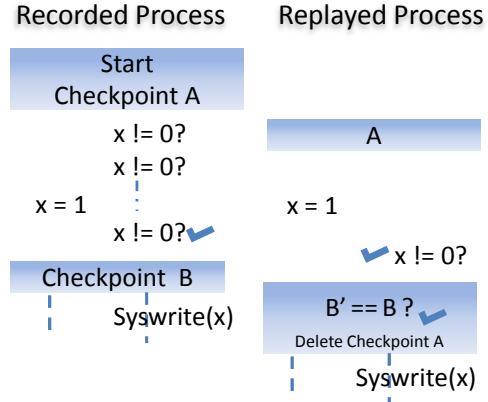 Recorded Process
Start
Checkpoint A
x != 0?
x != 0?
x = 1
x != 0?
Checkpoint B
Syswrite(x)
Replayed Process
A
x = 1
x != 0?
B' == B ?
Delete Checkpoint A
Syswrite(x)